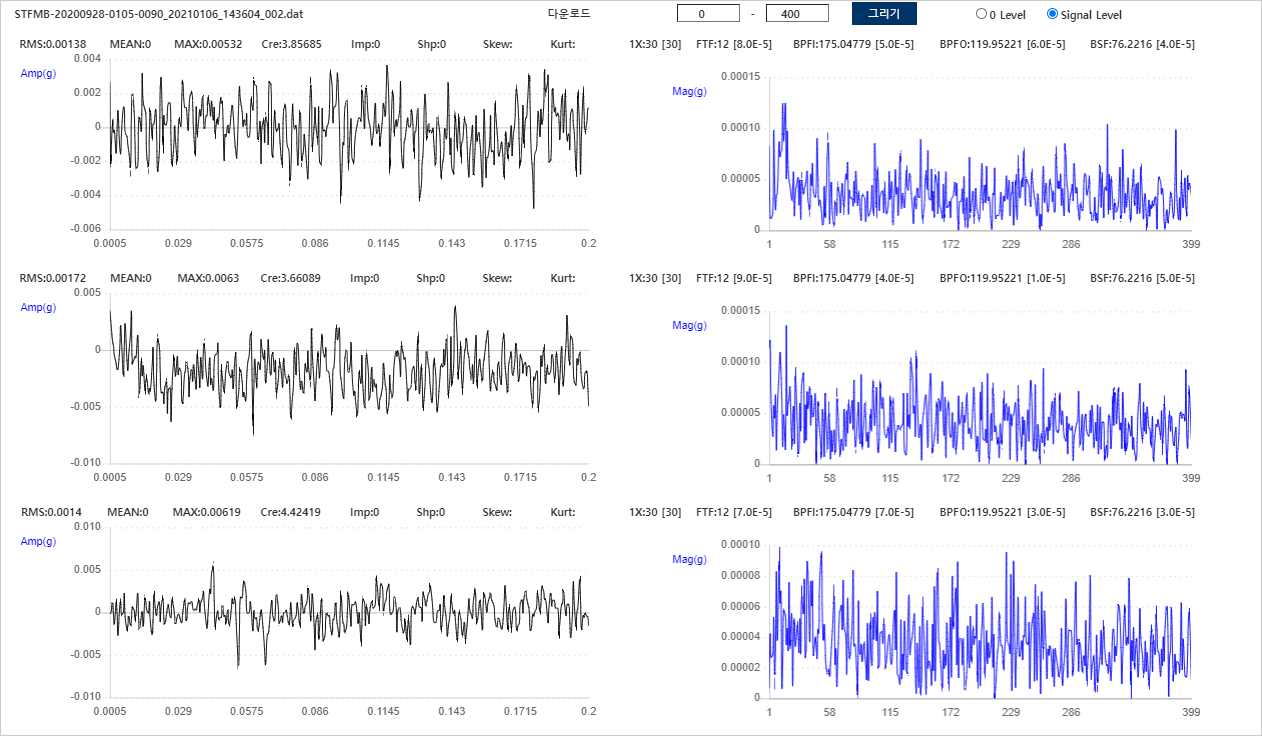 STFMB-20200928-0105-0090_20210106_143604_002.dat 다운로드 0 - 400 그리기 0 Level Signal Level
RMS:0.00138 MEAN:0 MAX:0.00532 Cre:3.85685 Imp:0 Shp:0 Skew: Kurt:
Amp(g)
0.004
0.002
0
-0.002
-0.004
-0.006
0.0005 0.029 0.0575 0.086 0.1145 0.143 0.1715 0.2
1X:30 [30] FTF:12 [8.0E-5] BPFI:175.04779 [5.0E-5] BPFO:119.95221 [6.0E-5] BSF:76.2216 [4.0E-5]
Mag(g)
0.00015
0.00010
0.00005
0
1 58 115 172 229 286 399
RMS:0.00172 MEAN:0 MAX:0.0063 Cre:3.66089 Imp:0 Shp:0 Skew: Kurt:
Amp(g)
0.005
0
-0.005
-0.010
0.0005 0.029 0.0575 0.086 0.1145 0.143 0.1715 0.2
1X:30 [30] FTF:12 [9.0E-5] BPFI:175.04779 [4.0E-5] BPFO:119.95221 [1.0E-5] BSF:76.2216 [5.0E-5]
Mag(g)
0.00015
0.00010
0.00005
0
1 58 115 172 229 286 399
RMS:0.0014 MEAN:0 MAX:0.00619 Cre:4.42419 Imp:0 Shp:0 Skew: Kurt:
Amp(g)
0.010
0.005
0
-0.005
-0.010
0.0005 0.029 0.0575 0.086 0.1145 0.143 0.1715 0.2
1X:30 [30] FTF:12 [7.0E-5] BPFI:175.04779 [7.0E-5] BPFO:119.95221 [3.0E-5] BSF:76.2216 [3.0E-5]
Mag(g)
0.00010
0.00008
0.00006
0.00004
0.00002
0
1 58 115 172 229 286 399